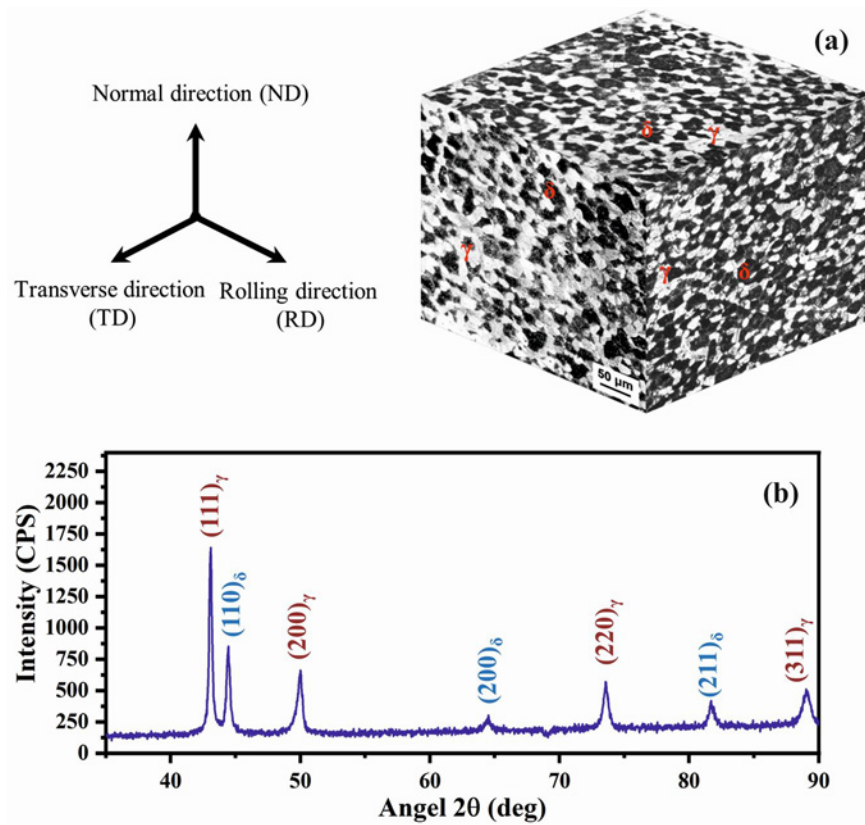 (a)
Normal direction (ND)
Transverse direction
(TD)
Rolling direction
(RD)
δ
γ
δ
γ
γ
δ
50 μm
(b)
Intensity (CPS)
2250
2000
1750
1500
1250
1000
750
500
250
0
(111)γ
(110)δ
(200)γ
(200)δ
(220)γ
(211)δ
(311)γ
40
50
60
70
80
90
Angel 2θ (deg)